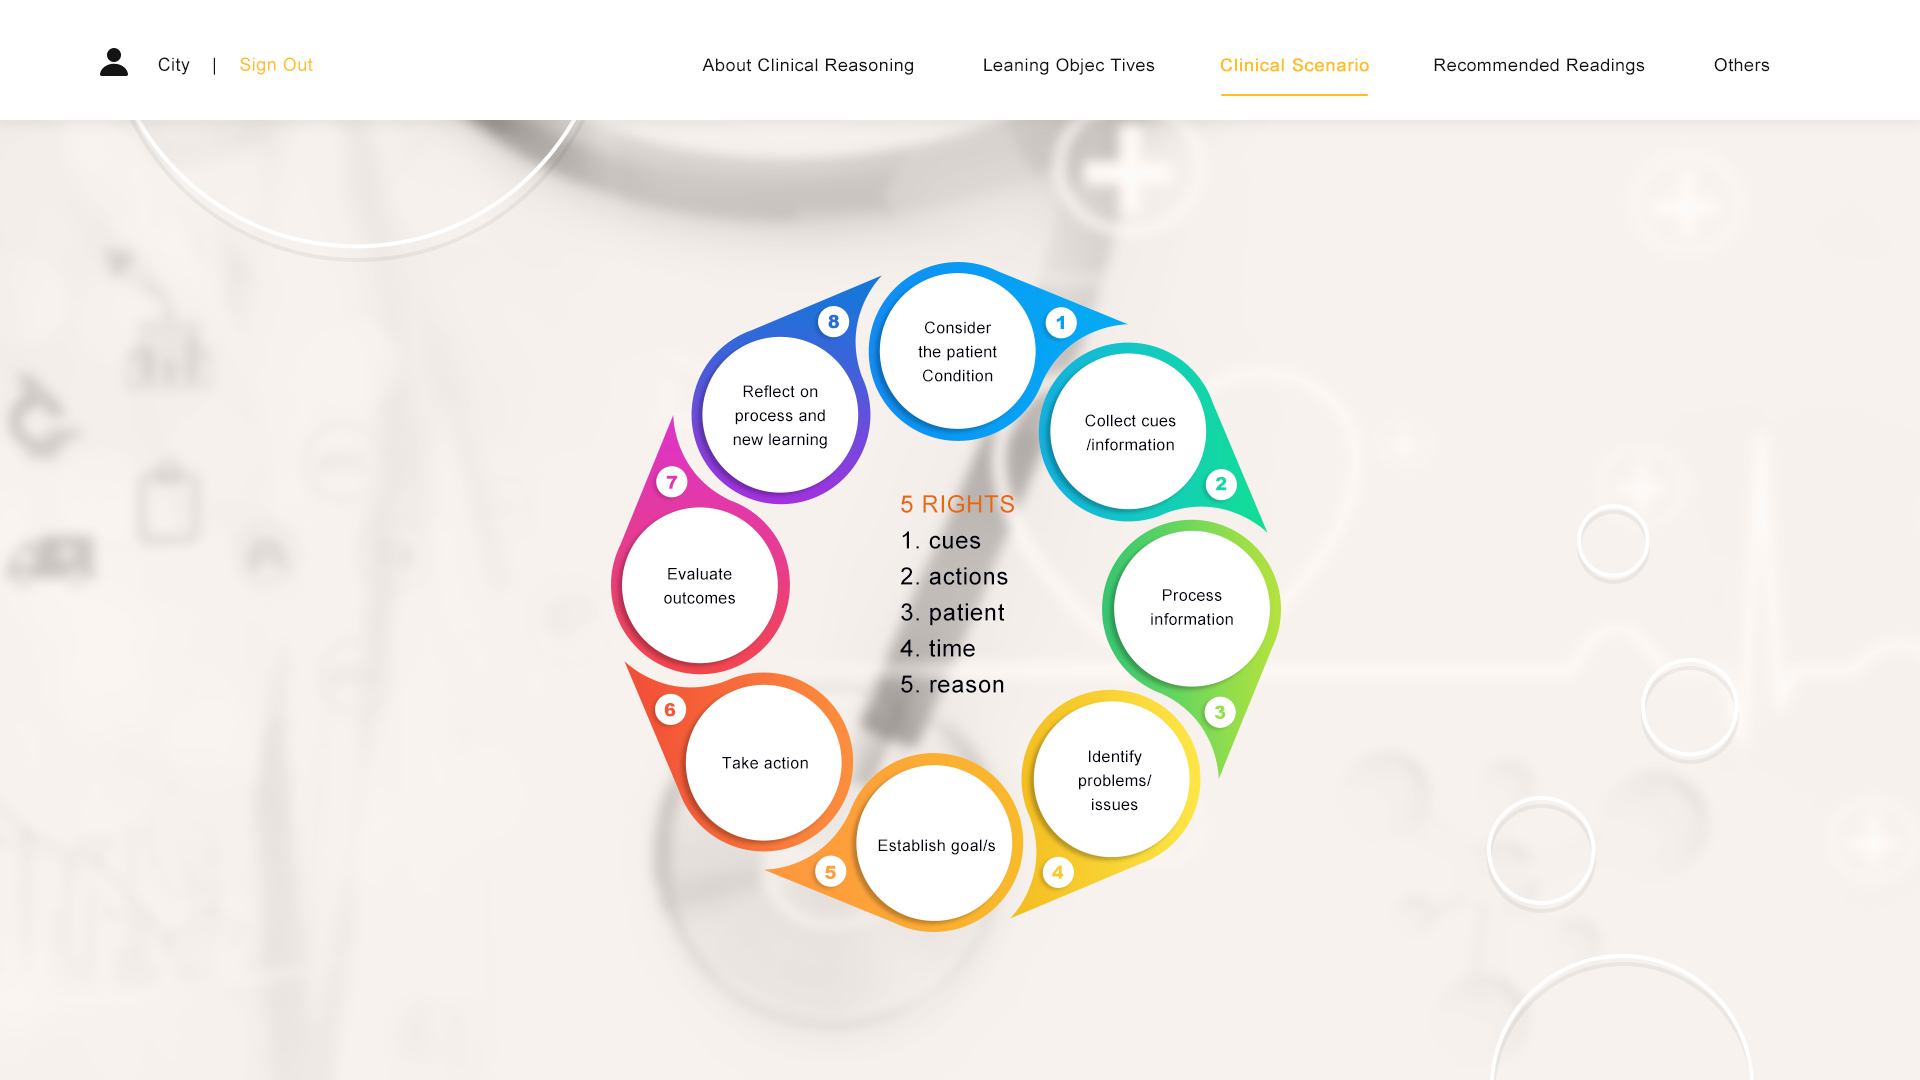 City | Sign Out
About Clinical Reasoning
Leaning Objec Tives
Clinical Scenario
Recommended Readings
Others
1
Consider
the patient
Condition
2
Collect cues
/information
3
Process
information
4
Identify
problems/
issues
5
Establish goal/s
6
Take action
7
Evaluate
outcomes
8
Reflect on
process and
new learning
5 RIGHTS
1. cues
2. actions
3. patient
4. time
5. reason